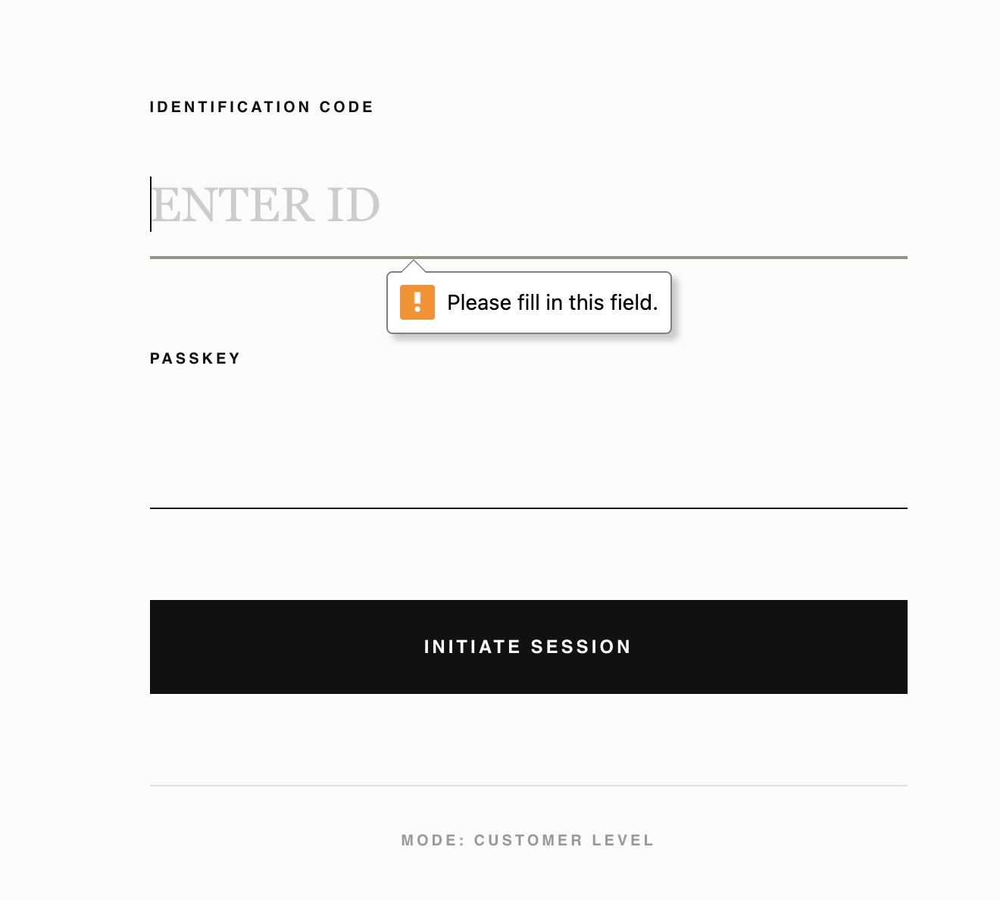 IDENTIFICATION CODE
ENTER ID
Please fill in this field.
PASSKEY
INITIATE SESSION
MODE: CUSTOMER LEVEL